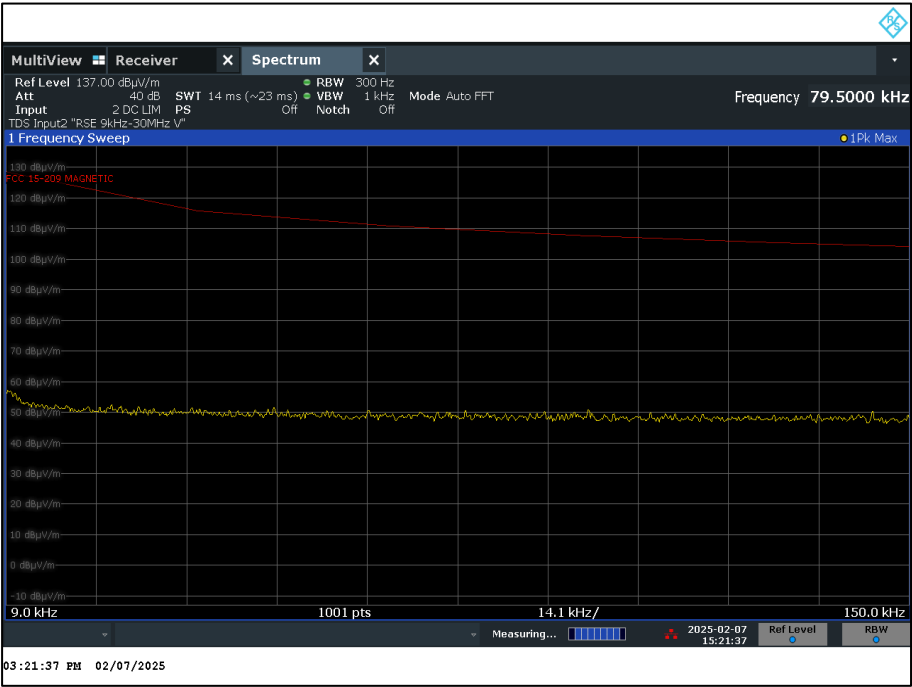 R&S
MultiView Receiver X Spectrum X
Ref Level 137.00 dBµV/m RBW 300 Hz
Att 40 dB SWT 14 ms (~23 ms) VBW 1 kHz Mode Auto FFT Frequency 79.5000 kHz
Input 2 DC LIM PS Off Notch Off
TDS Input2 "RSE 9kHz-30MHz V"
1 Frequency Sweep 1Pk Max
130 dBµV/m
FCC 15-209 MAGNETIC
120 dBµV/m
110 dBµV/m
100 dBµV/m
90 dBµV/m
80 dBµV/m
70 dBµV/m
60 dBµV/m
50 dBµV/m
40 dBµV/m
30 dBµV/m
20 dBµV/m
10 dBµV/m
0 dBµV/m
-10 dBµV/m
9.0 kHz 1001 pts 14.1 kHz/ 150.0 kHz
Measuring... 2025-02-07 Ref Level RBW
15:21:37
03:21:37 PM 02/07/2025